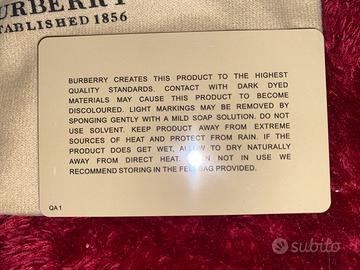 BURBERRY
ESTABLISHED 1856
BURBERRY CREATES THIS PRODUCT TO THE HIGHEST
QUALITY STANDARDS. CONTACT WITH DARK DYED
MATERIALS MAY CAUSE THIS PRODUCT TO BECOME
DISCOLOURED. LIGHT MARKINGS MAY BE REMOVED BY
SPONGING GENTLY WITH A MILD SOAP SOLUTION. DO NOT
USE SOLVENT. KEEP PRODUCT AWAY FROM EXTREME
SOURCES OF HEAT AND PROTECT FROM RAIN. IF THE
PRODUCT DOES GET WET, ALLOW TO DRY NATURALLY
AWAY FROM DIRECT HEAT. WHEN NOT IN USE WE
RECOMMEND STORING IN THE FELT BAG PROVIDED.
QA1
subito